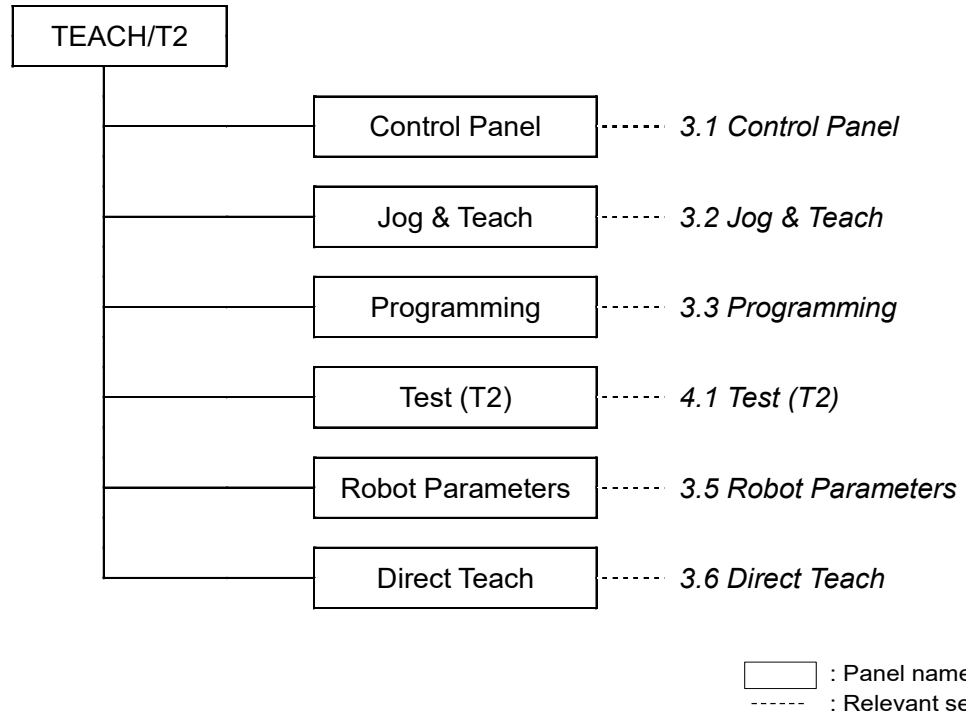 TEACH/T2
Control Panel 3.1 Control Panel
Jog & Teach 3.2 Jog & Teach
Programming 3.3 Programming
Test (T2) 4.1 Test (T2)
Robot Parameters 3.5 Robot Parameters
Direct Teach 3.6 Direct Teach
: Panel name
: Relevant